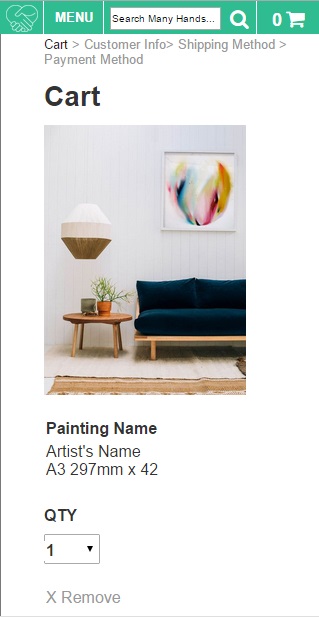 MENU
Search Many Hands...
0
Cart > Customer Info> Shipping Method >
Payment Method
Cart
Painting Name
Artist's Name
A3 297mm x 42
QTY
1
X Remove